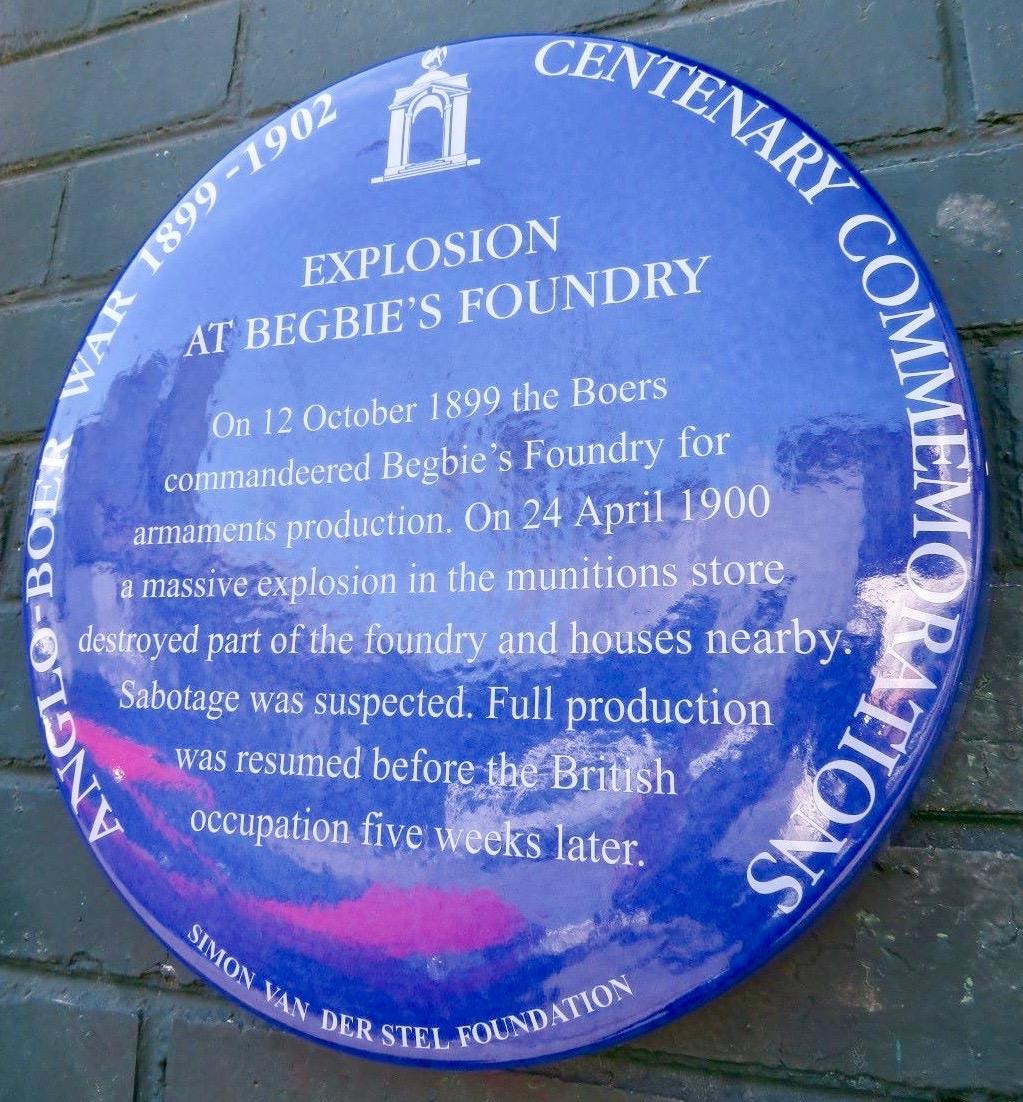 ANGLO-BOER WAR 1899-1902
CENTENARY COMMEMORATIONS
EXPLOSION
AT BEGBIE'S FOUNDRY
On 12 October 1899 the Boers
commandeered Begbie's Foundry for
armaments production. On 24 April 1900
a massive explosion in the munitions store
destroyed part of the foundry and houses nearby.
Sabotage was suspected. Full production
was resumed before the British
occupation five weeks later.
SIMON VAN DER STEL FOUNDATION